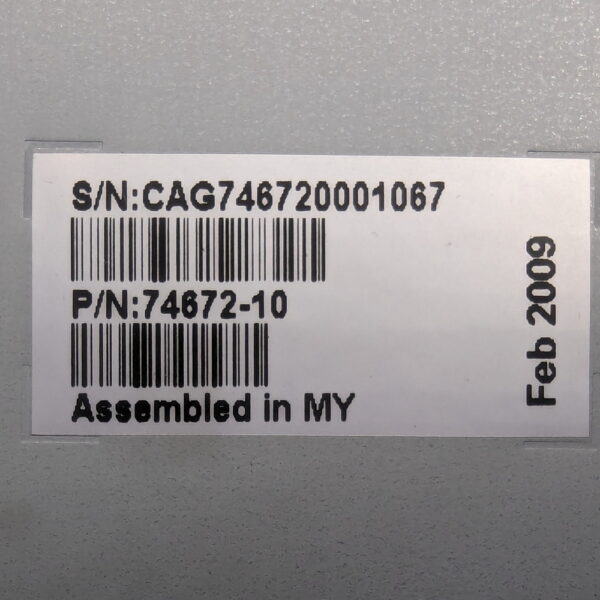 S/N:CAG746720001067
P/N:74672-10
Assembled in MY
Feb 2009